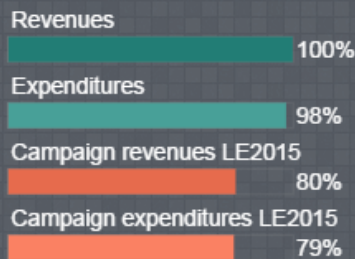 Revenues
100%
Expenditures
98%
Campaign revenues LE2015
80%
Campaign expenditures LE2015
79%